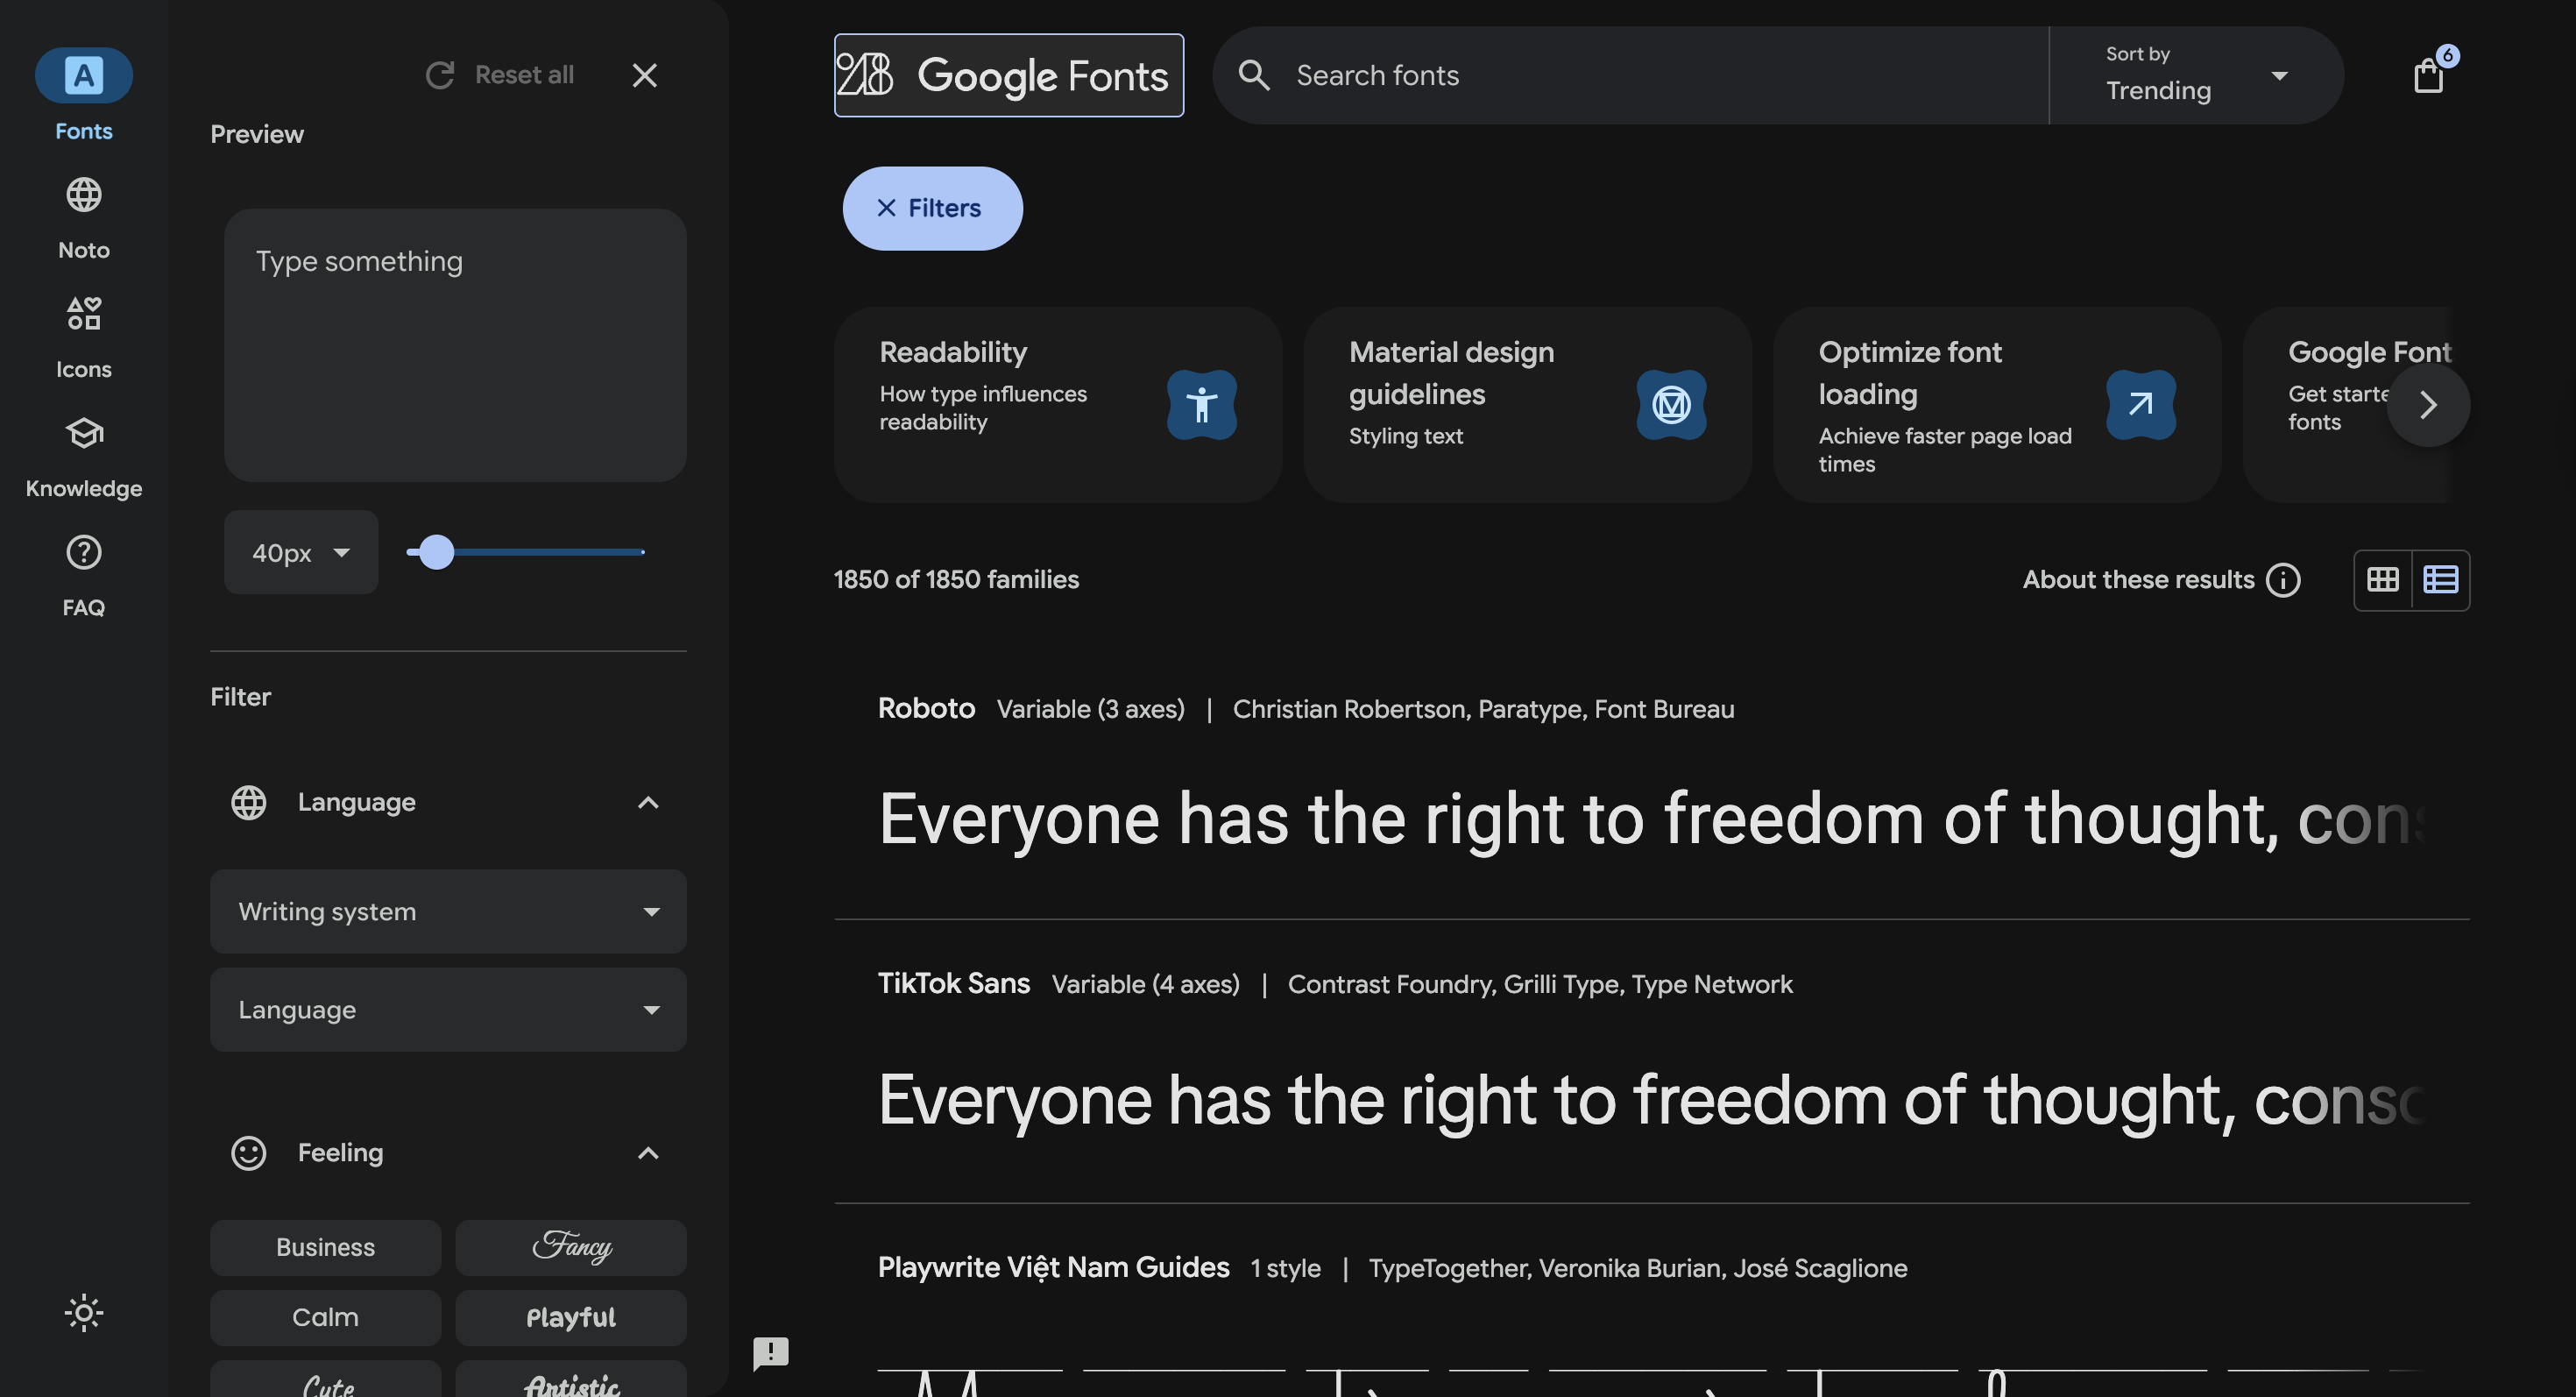 A
Fonts
Noto
Icons
Knowledge
FAQ
Reset all
Preview
Type something
40px
Filter
Language
Writing system
Language
Feeling
Business
Fancy
Calm
Playful
Cute
Artistic
Google Fonts
Search fonts
Sort by
Trending
6
Filters
Readability
How type influences
readability
Material design
guidelines
Styling text
Optimize font
loading
Achieve faster page load
times
Google Font
Get starte
fonts
1850 of 1850 families
About these results
Roboto Variable (3 axes) | Christian Robertson, Paratype, Font Bureau
Everyone has the right to freedom of thought, cons
TikTok Sans Variable (4 axes) | Contrast Foundry, Grilli Type, Type Network
Everyone has the right to freedom of thought, consc
Playwrite Việt Nam Guides 1 style | TypeTogether, Veronika Burian, José Scaglione